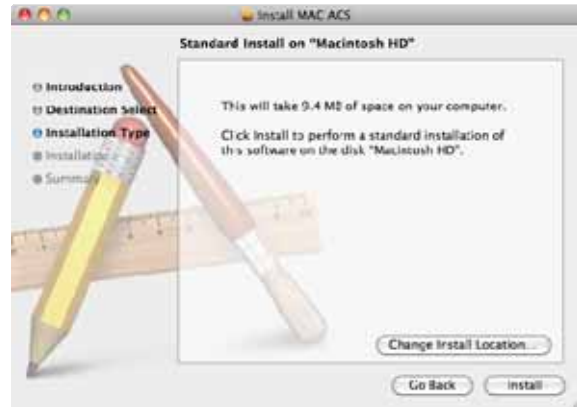 Install MAC ACS
Standard Install on "Macintosh HD"
Introduction
Destination Select
Installation Type
Installation
Summary
This will take 9.4 MB of space on your computer.
Click Install to perform a standard installation of
this software on the disk "Macintosh HD".
Change Install Location...
Go Back
Install